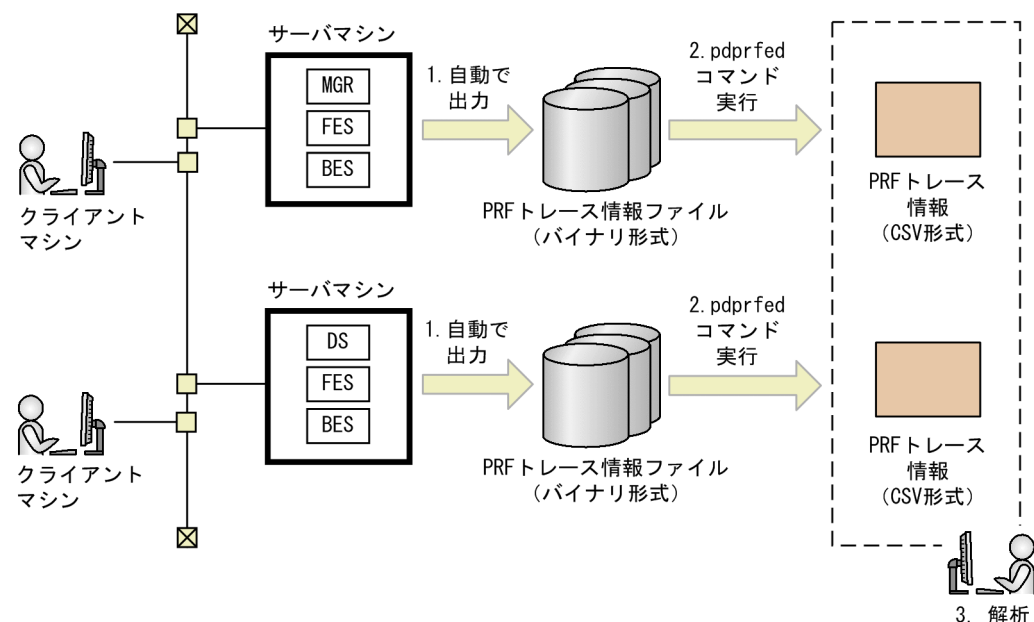 サーバマシン
MGR
FES
BES
1. 自動で
出力
2. pdprfed
コマンド
実行
クライアント
マシン
PRFトレース情報ファイル
（バイナリ形式）
PRFトレース
情報
（CSV形式）
サーバマシン
DS
FES
BES
1. 自動で
出力
2. pdprfed
コマンド
実行
クライアント
マシン
PRFトレース情報ファイル
（バイナリ形式）
PRFトレース
情報
（CSV形式）
3. 解析